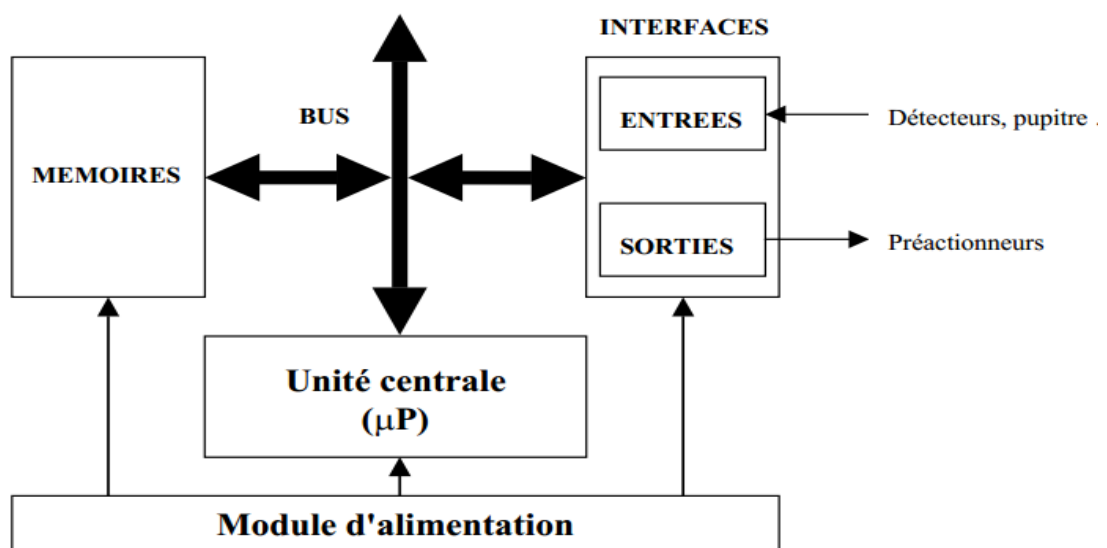 INTERFACES
BUS
MEMOIRES
ENTREES
Détecteurs, pupitre .
SORTIES
Préactionneurs
Unité centrale
(µP)
Module d'alimentation